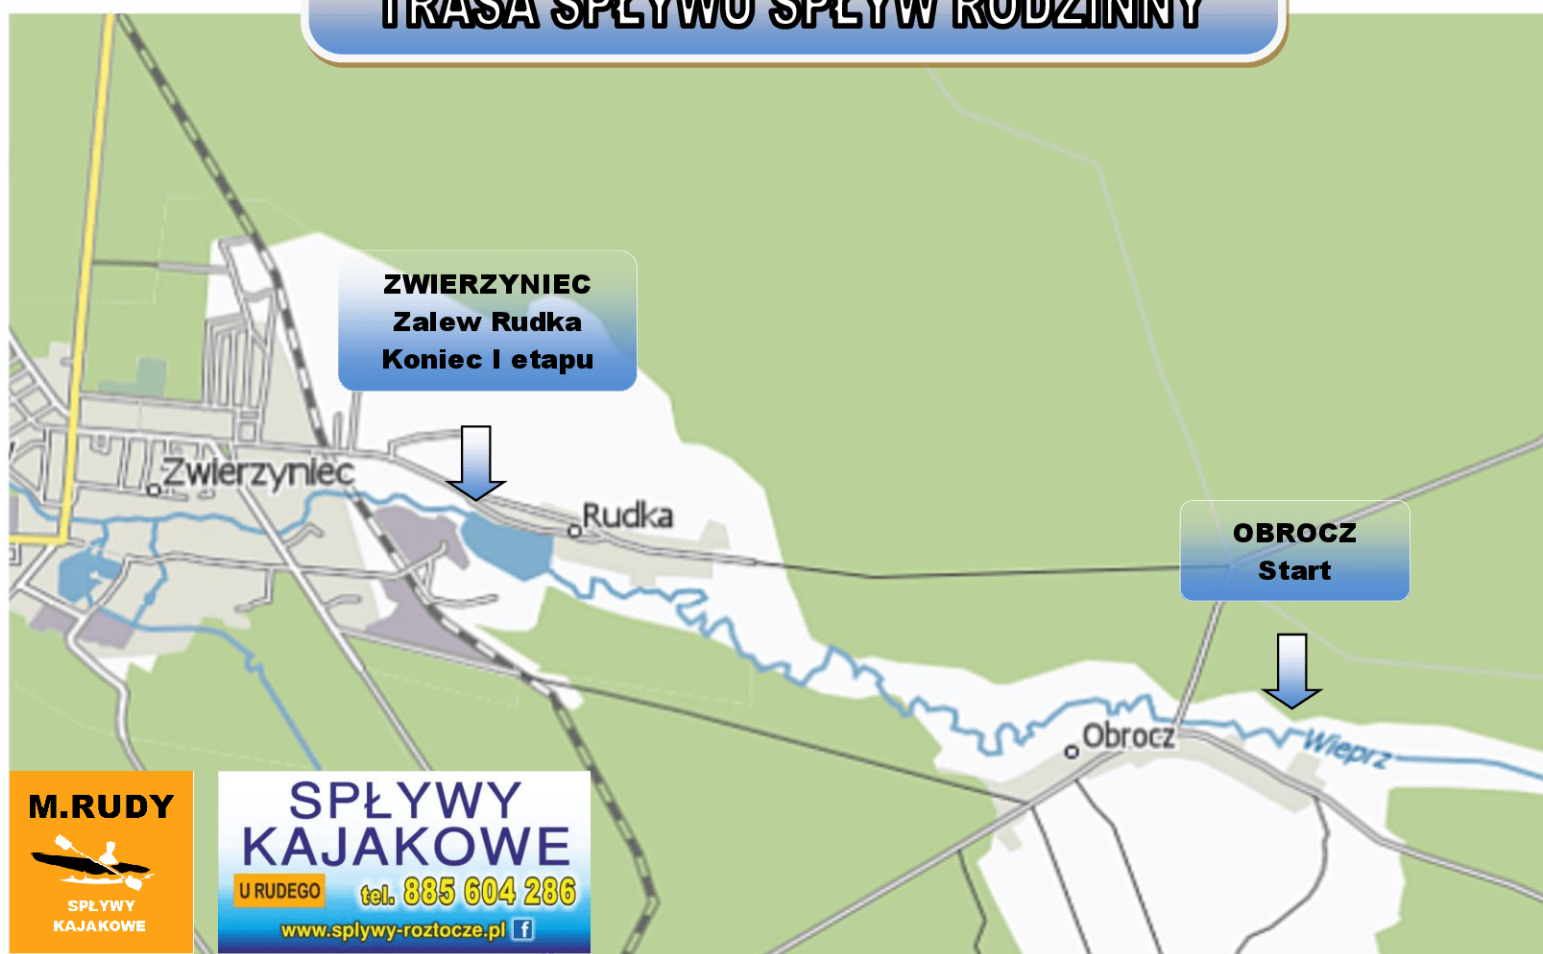 TRASA SPŁYWU SPŁYW RODZINNY
ZWIERZYNIEC
Zalew Rudka
Koniec I etapu
Zwierzyniec
Rudka
OBROCZ
Start
Obrocz
Wieprz
M.RUDY
SPŁYWY
KAJAKOWE
SPŁYWY
KAJAKOWE
U RUDEGO tel. 885 604 286
www.splywy-roztocze.pl f